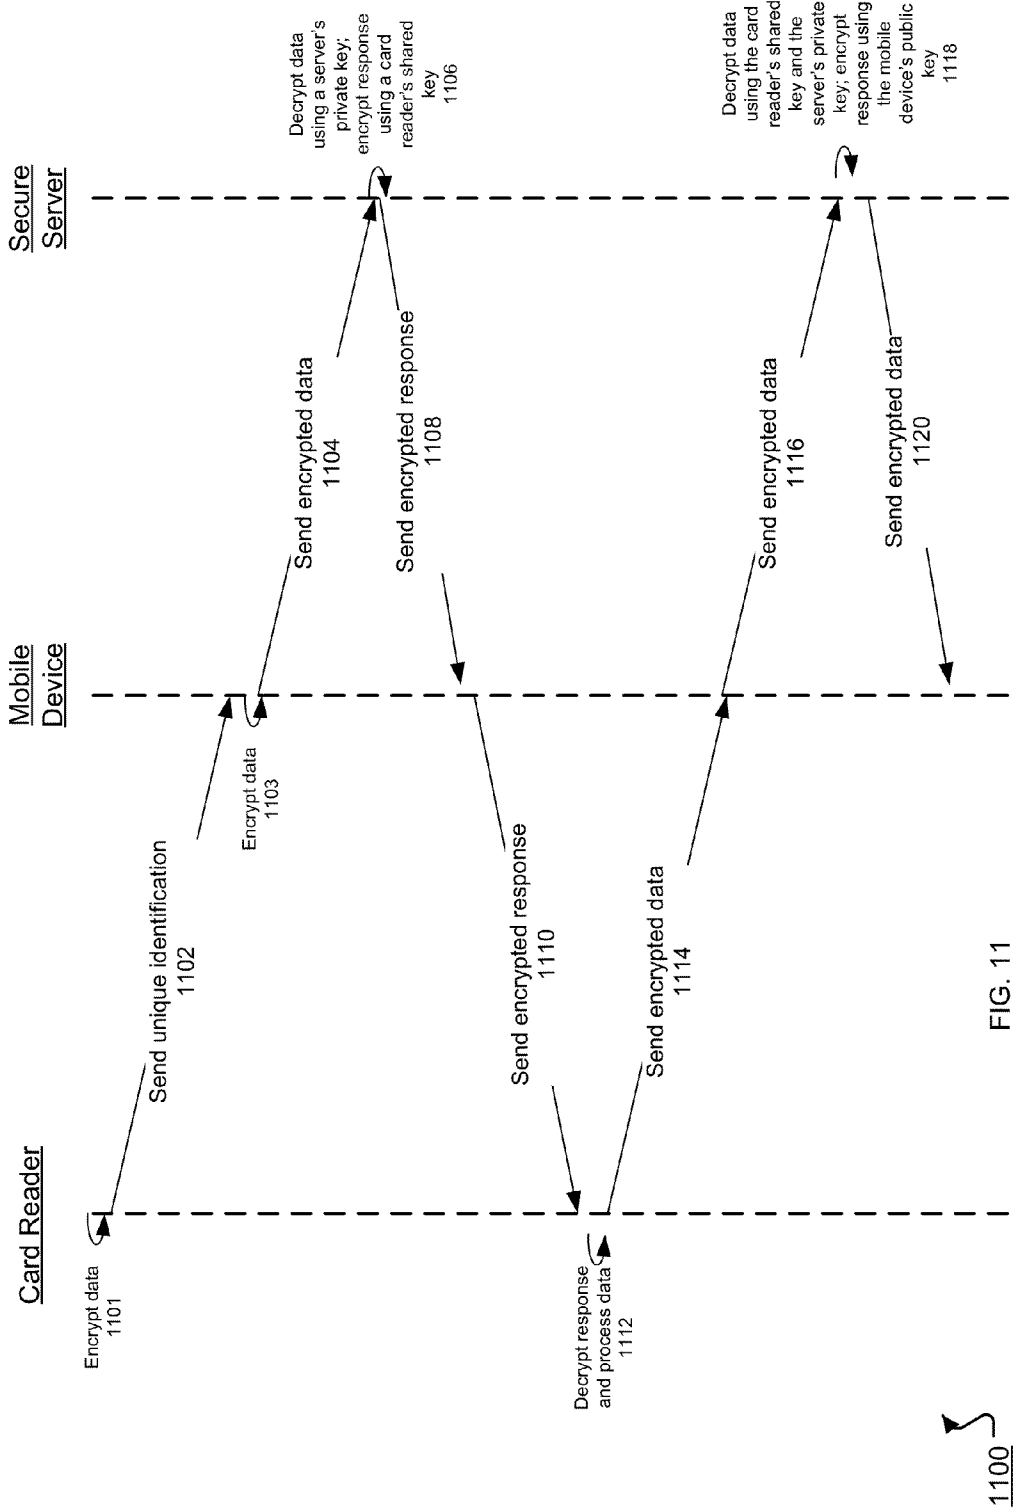 Card Reader
Mobile
Device
Secure
Server
Encrypt data
1101
Send unique identification
1102
Encrypt data
1103
Send encrypted data
1104
Decrypt data
using a server's
private key;
encrypt response
using a card
reader's shared
key
1106
Send encrypted response
1108
Send encrypted response
1110
Decrypt response
and process data
1112
Send encrypted data
1114
Send encrypted data
1116
Decrypt data
using the card
reader's shared
key and the
server's private
key; encrypt
response using
the mobile
device's public
key
1118
Send encrypted data
1120
1100
FIG. 11